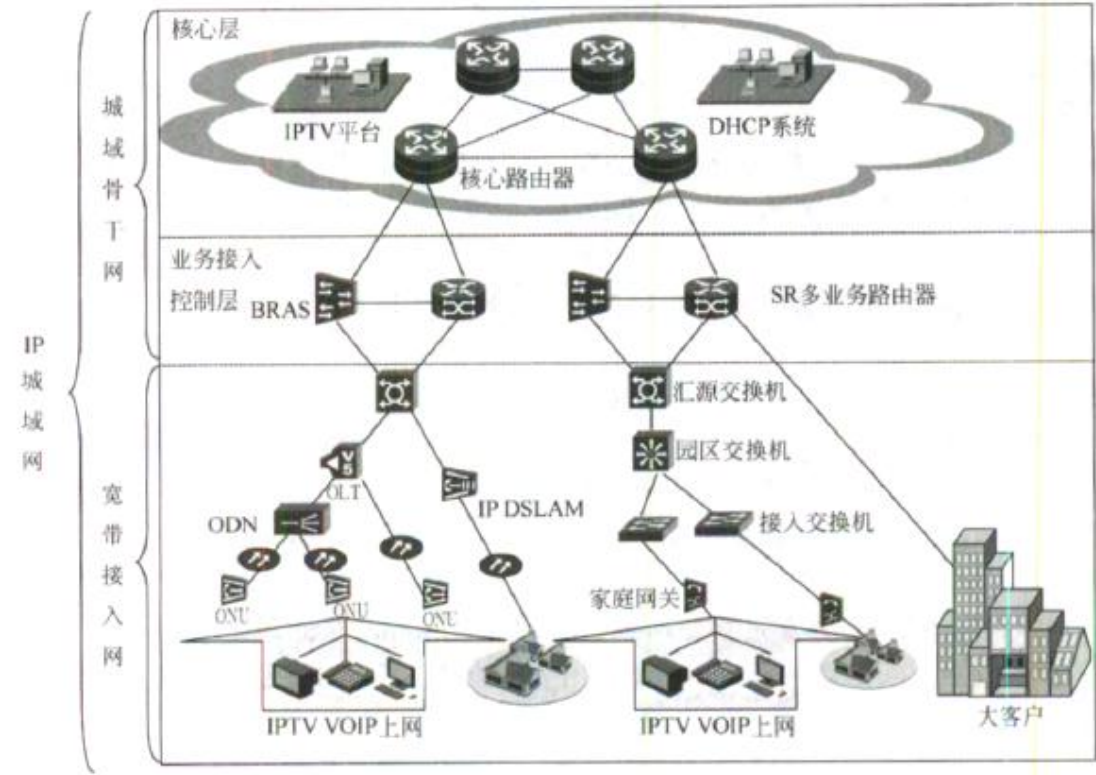 核心层
IPTV平台
DHCP系统
核心路由器
城域骨干网
业务接入
控制层
BRAS
SR多业务路由器
IP城域网
汇源交换机
园区交换机
OLT
ODN
IP DSLAM
接入交换机
宽带接入网
家庭网关
ONU
ONU
ONU
IPTV VOIP上网
IPTV VOIP上网
大客户